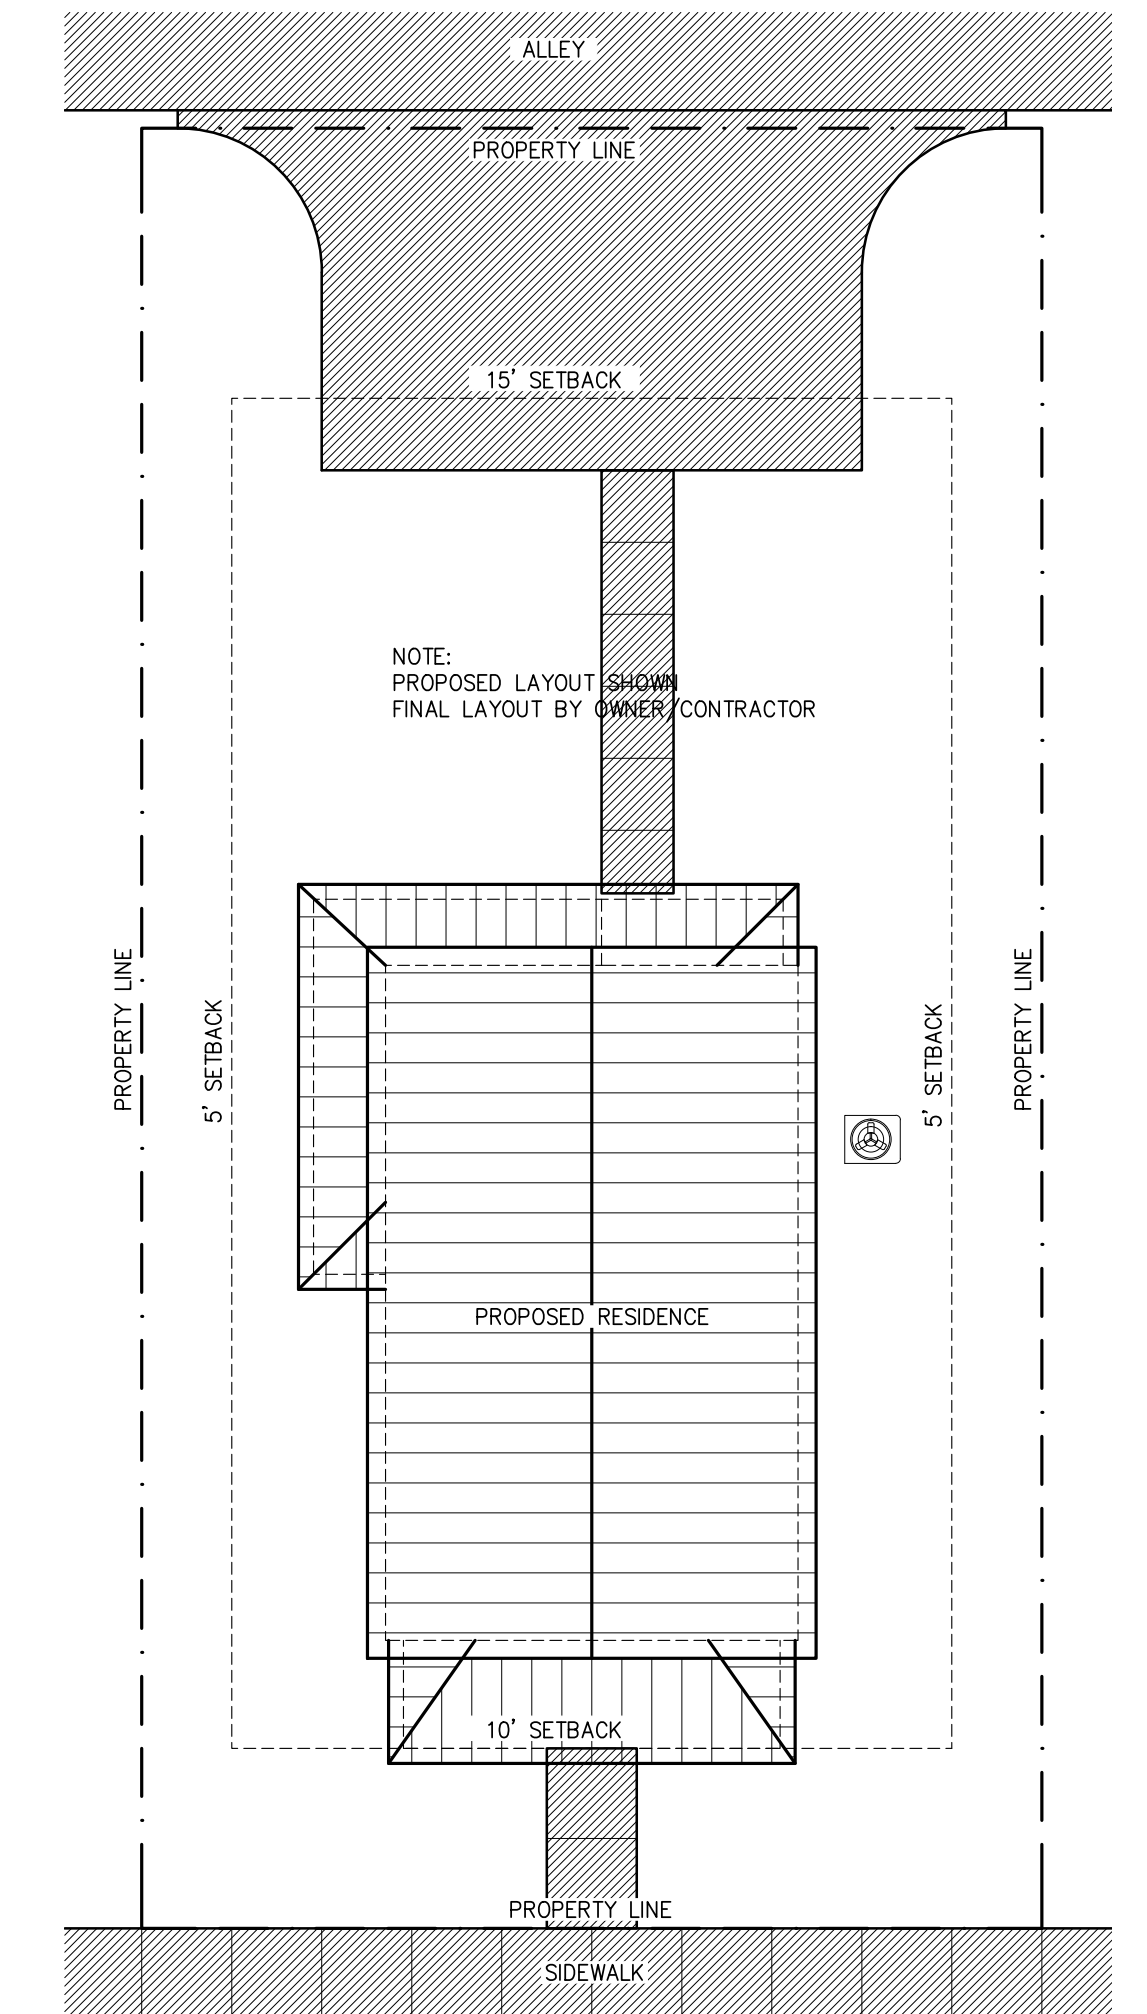 ALLEY
PROPERTY LINE
15' SETBACK
NOTE:
PROPOSED LAYOUT SHOWN
FINAL LAYOUT BY OWNER/CONTRACTOR
PROPERTY LINE
5' SETBACK
5' SETBACK
PROPERTY LINE
PROPOSED RESIDENCE
10' SETBACK
PROPERTY LINE
SIDEWALK